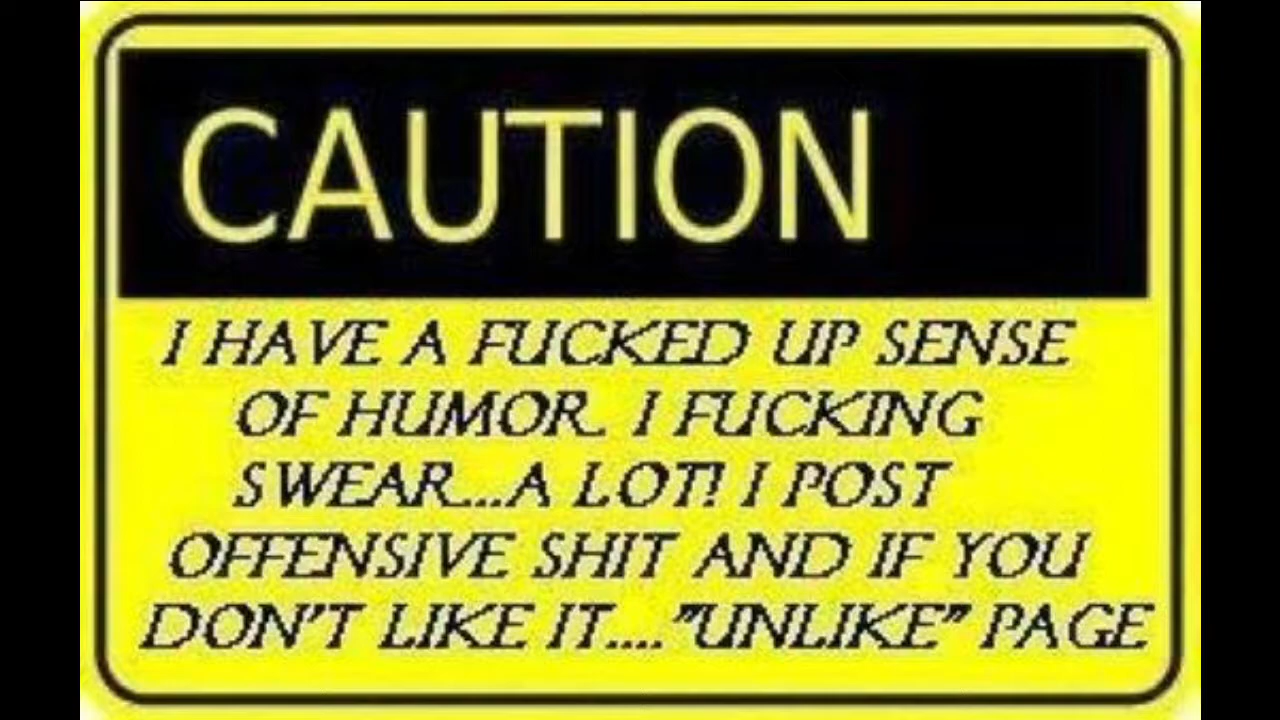 CAUTION
I HAVE A FUCKED UP SENSE
OF HUMOR. I FUCKING
SWEAR...A LOT! I POST
OFFENSIVE SHIT AND IF YOU
DON'T LIKE IT...."UNLIKE" PAGE